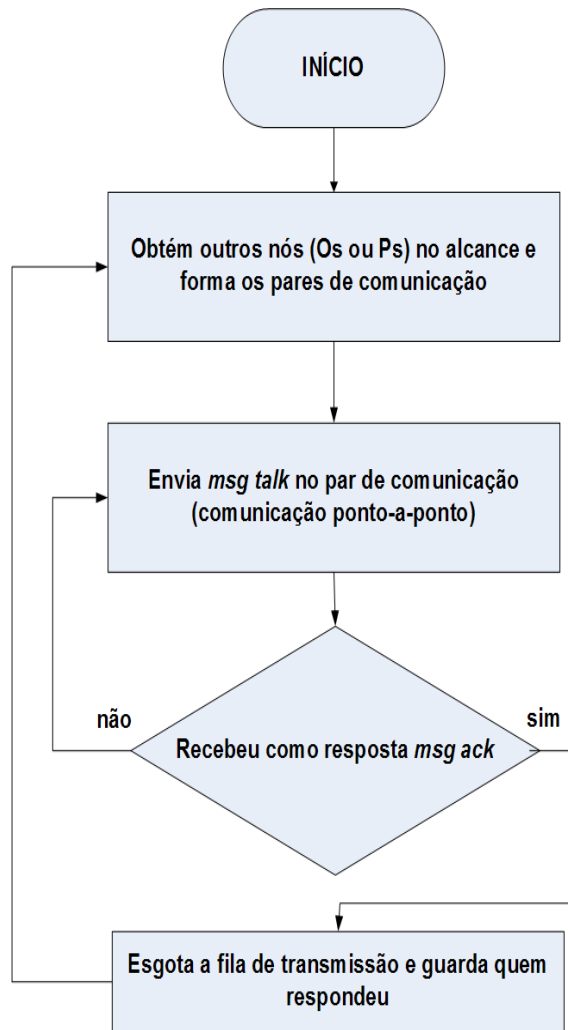 INÍCIO
Obtém outros nós (Os ou Ps) no alcance e
forma os pares de comunicação
Envia msg talk no par de comunicação
(comunicação ponto-a-ponto)
não
sim
Recebeu como resposta msg ack
Esgota a fila de transmissão e guarda quem
respondeu